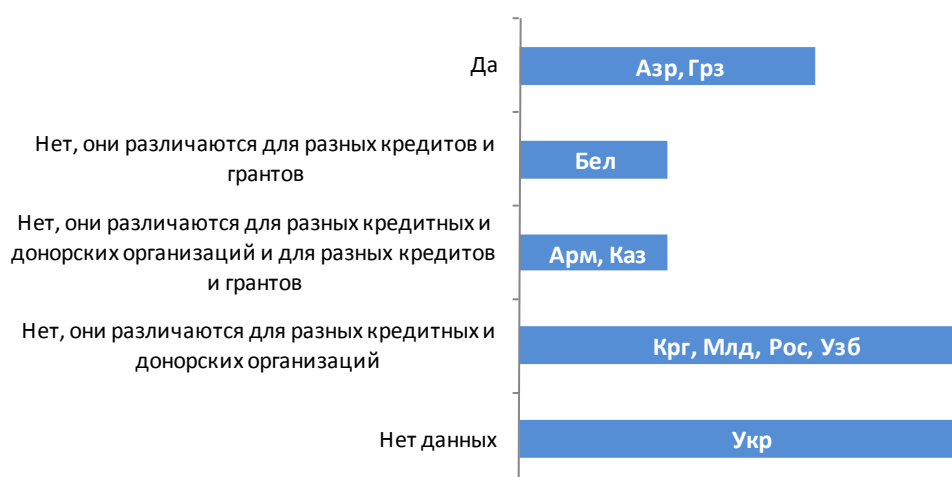 Да
Азр, Грз
Нет, они различаются для разных кредитов и
грантов
Бел
Нет, они различаются для разных кредитных и
донорских организаций и для разных кредитов
и грантов
Арм, Каз
Нет, они различаются для разных кредитных и
донорских организаций
Крг, Млд, Рос, Узб
Нет данных
Укр